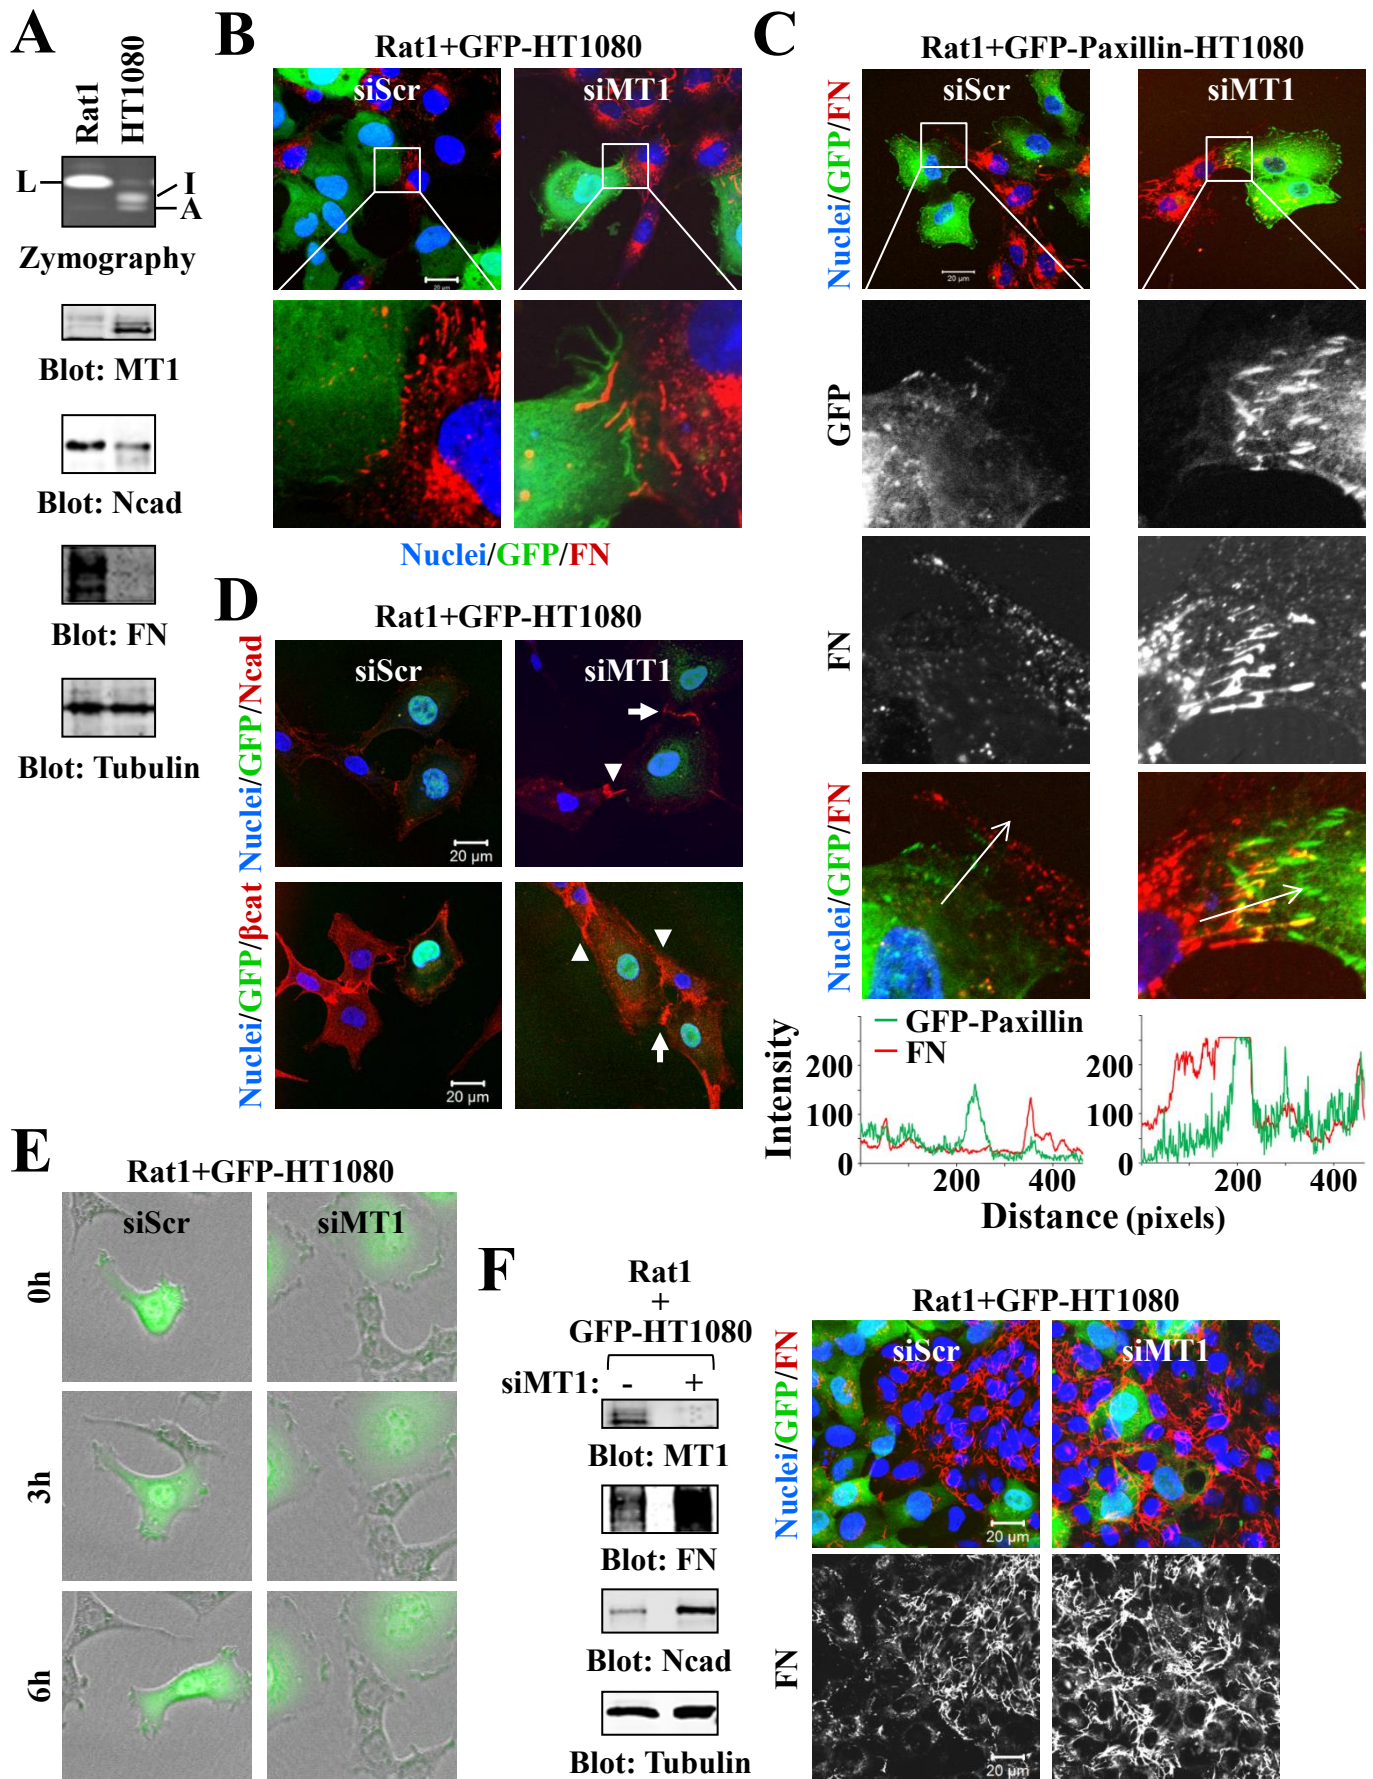 A
Rat1
HT1080
L
I
A
Zymography
Blot: MT1
Blot: Ncad
Blot: FN
Blot: Tubulin
B
Rat1+GFP-HT1080
siScr
siMT1
20 µm
Nuclei/GFP/FN
C
Rat1+GFP-Paxillin-HT1080
siScr
siMT1
Nuclei/GFP/FN
20 µm
GFP
FN
Nuclei/GFP/FN
GFP-Paxillin
FN
Intensity
200
100
0
200
400
200
100
0
200
400
Distance (pixels)
D
Rat1+GFP-HT1080
siScr
siMT1
Nuclei/GFP/Ncad
20 µm
Nuclei/GFP/βcat
20 µm
E
Rat1+GFP-HT1080
siScr
siMT1
0h
3h
6h
F
Rat1
+
GFP-HT1080
siMT1: - +
Blot: MT1
Blot: FN
Blot: Ncad
Blot: Tubulin
Rat1+GFP-HT1080
siScr
siMT1
Nuclei/GFP/FN
20 µm
FN
20 µm